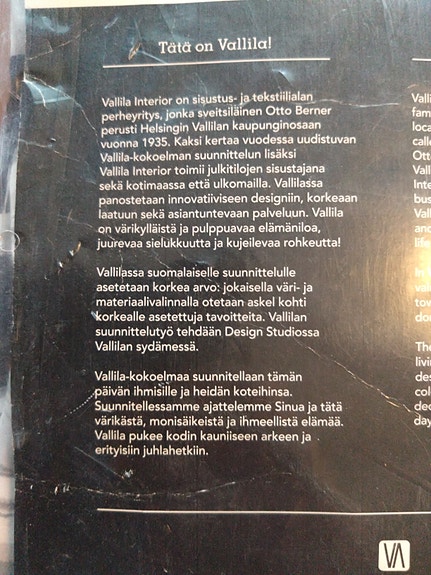 Tätä on Vallila!
Vallila Interior on sisustus- ja tekstiilialan
perheyritys, jonka sveitsiläinen Otto Berner
perusti Helsingin Vallilan kaupunginosaan
vuonna 1935. Kaksi kertaa vuodessa uudistuvan
Vallila-kokoelman suunnittelun lisäksi
Vallila Interior toimii julkitilojen sisustajana
sekä kotimaassa että ulkomailla. Vallilassa
panostetaan innovatiiviseen designiin, korkeaan
laatuun sekä asiantuntevaan palveluun. Vallila
on värikylläistä ja pulppuavaa elämäniloa,
juurevaa sielukkuutta ja kujeilevaa rohkeutta!
Vallilassa suomalaiselle suunnittelulle
asetetaan korkea arvo: jokaisella väri- ja
materiaalivalinnalla otetaan askel kohti
korkealle asetettuja tavoitteita. Vallilan
suunnittelutyö tehdään Design Studiossa
Vallilan sydämessä.
Vallila-kokoelmaa suunnitellaan tämän
päivän ihmisille ja heidän koteihinsa.
Suunnitellessamme ajattelemme Sinua ja tätä
värikästä, monisäikeistä ja ihmeellistä elämää.
Vallila pukee kodin kauniiseen arkeen ja
erityisiin juhlahetkiin.
VA